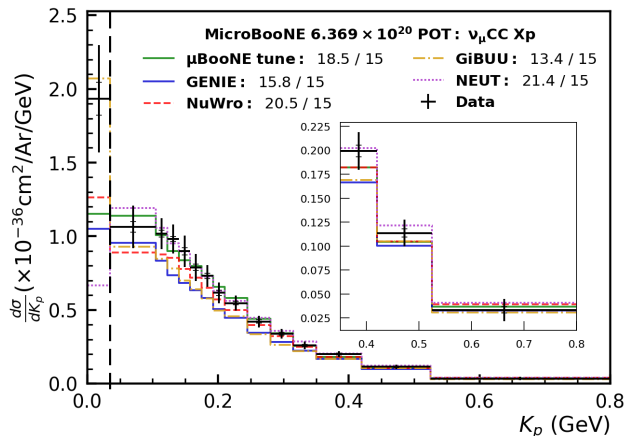 MicroBooNE 6.369 × 10²⁰ POT: νμCC Xp
μBooNE tune: 18.5 / 15
GENIE: 15.8 / 15
NuWro: 20.5 / 15
GiBUU: 13.4 / 15
NEUT: 21.4 / 15
Data
dσ/dKp (×10⁻³⁶cm²/Ar/GeV)
2.5
2.0
1.5
1.0
0.5
0.0
0.225
0.200
0.175
0.150
0.125
0.100
0.075
0.050
0.025
0.4 0.5 0.6 0.7 0.8
0.0 0.2 0.4 0.6 0.8
Kp (GeV)